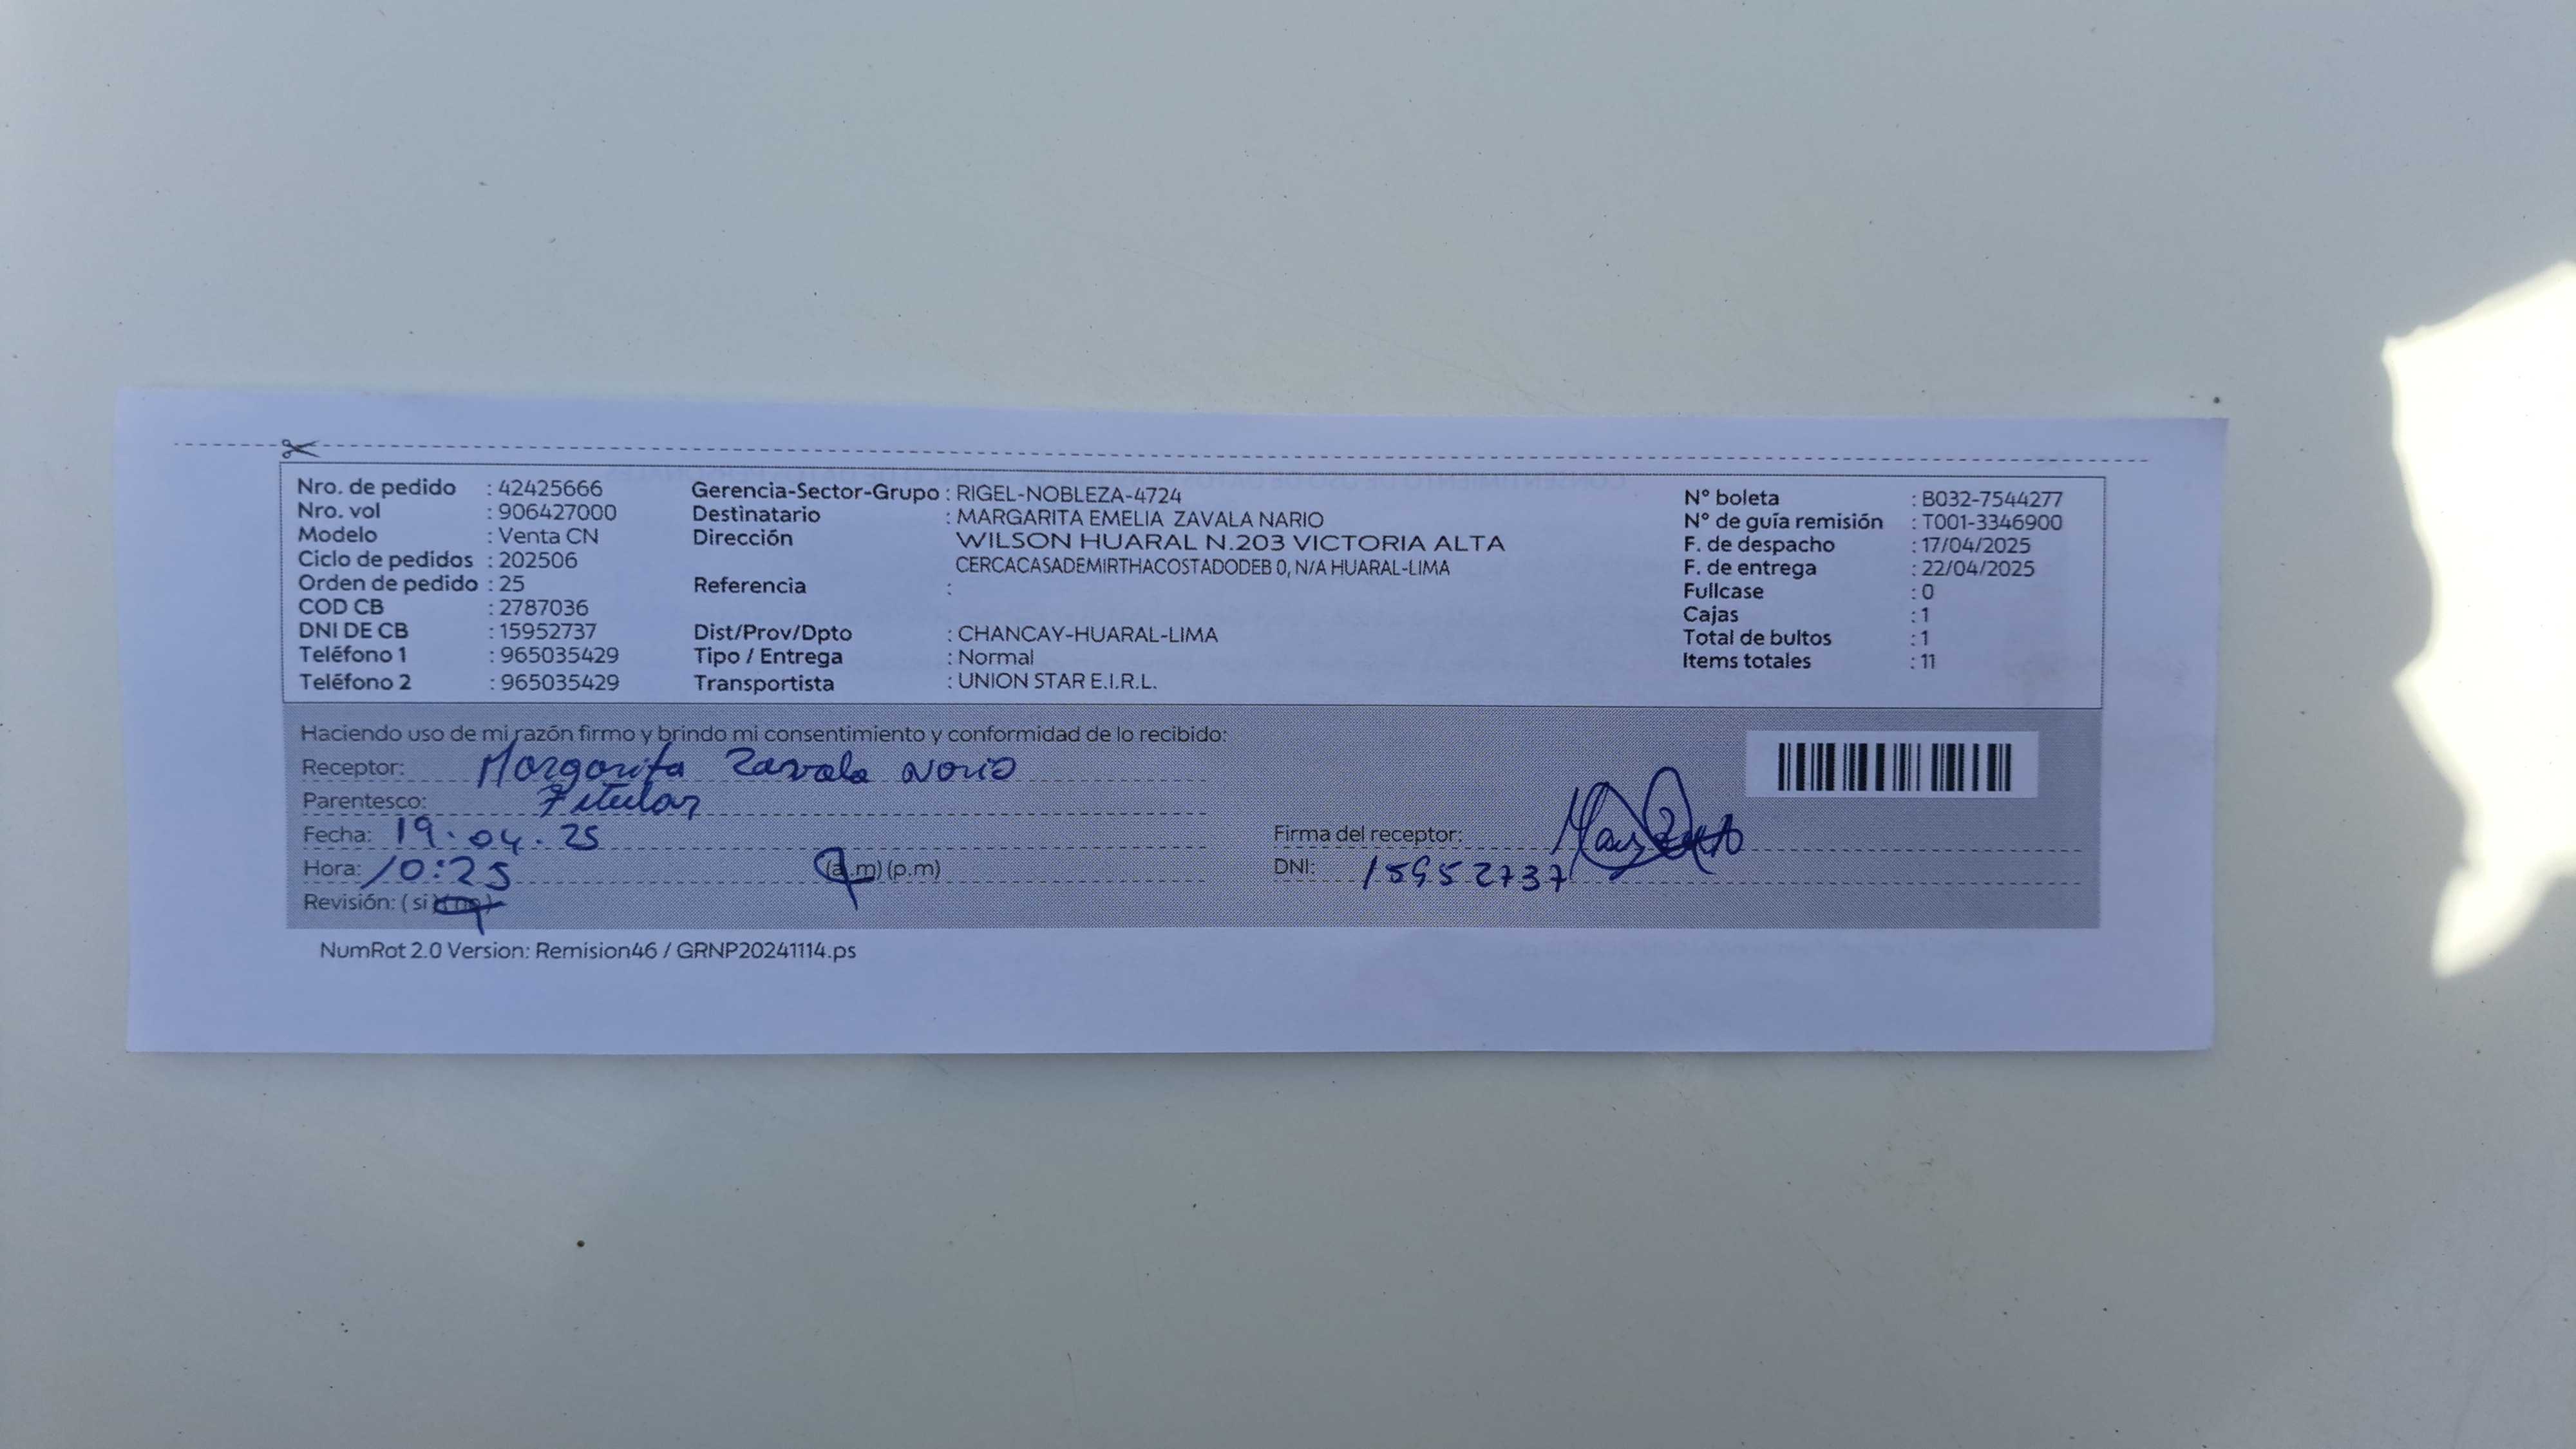 Nro. de pedido : 42425666
Nro. vol : 906427000
Modelo : Venta CN
Ciclo de pedidos : 202506
Orden de pedido : 25
COD CB : 2787036
DNI DE CB : 15952737
Teléfono 1 : 965035429
Teléfono 2 : 965035429
Gerencia-Sector-Grupo : RIGEL-NOBLEZA-4724
Destinatario : MARGARITA EMELIA ZAVALA NARIO
Dirección WILSON HUARAL N.203 VICTORIA ALTA
CERCACASADEMIRTHACOSTADODEB 0, N/A HUARAL-LIMA
Referencia :
Dist/Prov/Dpto : CHANCAY-HUARAL-LIMA
Tipo / Entrega : Normal
Transportista : UNION STAR E.I.R.L.
N° boleta : B032-7544277
N° de guía remisión : T001-3346900
F. de despacho : 17/04/2025
F. de entrega : 22/04/2025
Fullcase : 0
Cajas : 1
Total de bultos : 1
Items totales : 11
Haciendo uso de mi razón firmo y brindo mi consentimiento y conformidad de lo recibido:
Receptor: Margarita Zavala Nario
Parentesco: Titular
Fecha: 19.04.25
Hora: 10:25 (a.m) (p.m)
Revisión: ( si ) ( no )
Firma del receptor:
DNI: 15952737
NumRot 2.0 Version: Remision46 / GRNP20241114.ps